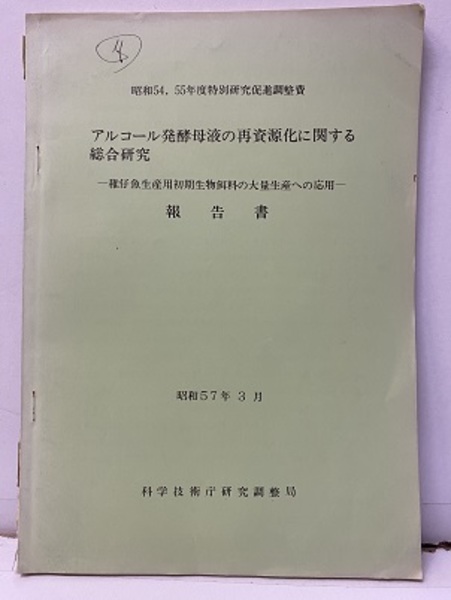 昭和54,55年度特別研究促進調整費
アルコール発酵母液の再資源化に関する
総合研究
―稚仔魚生産用初期生物餌料の大量生産への応用―
報告書
昭和57年3月
科学技術庁研究調整局